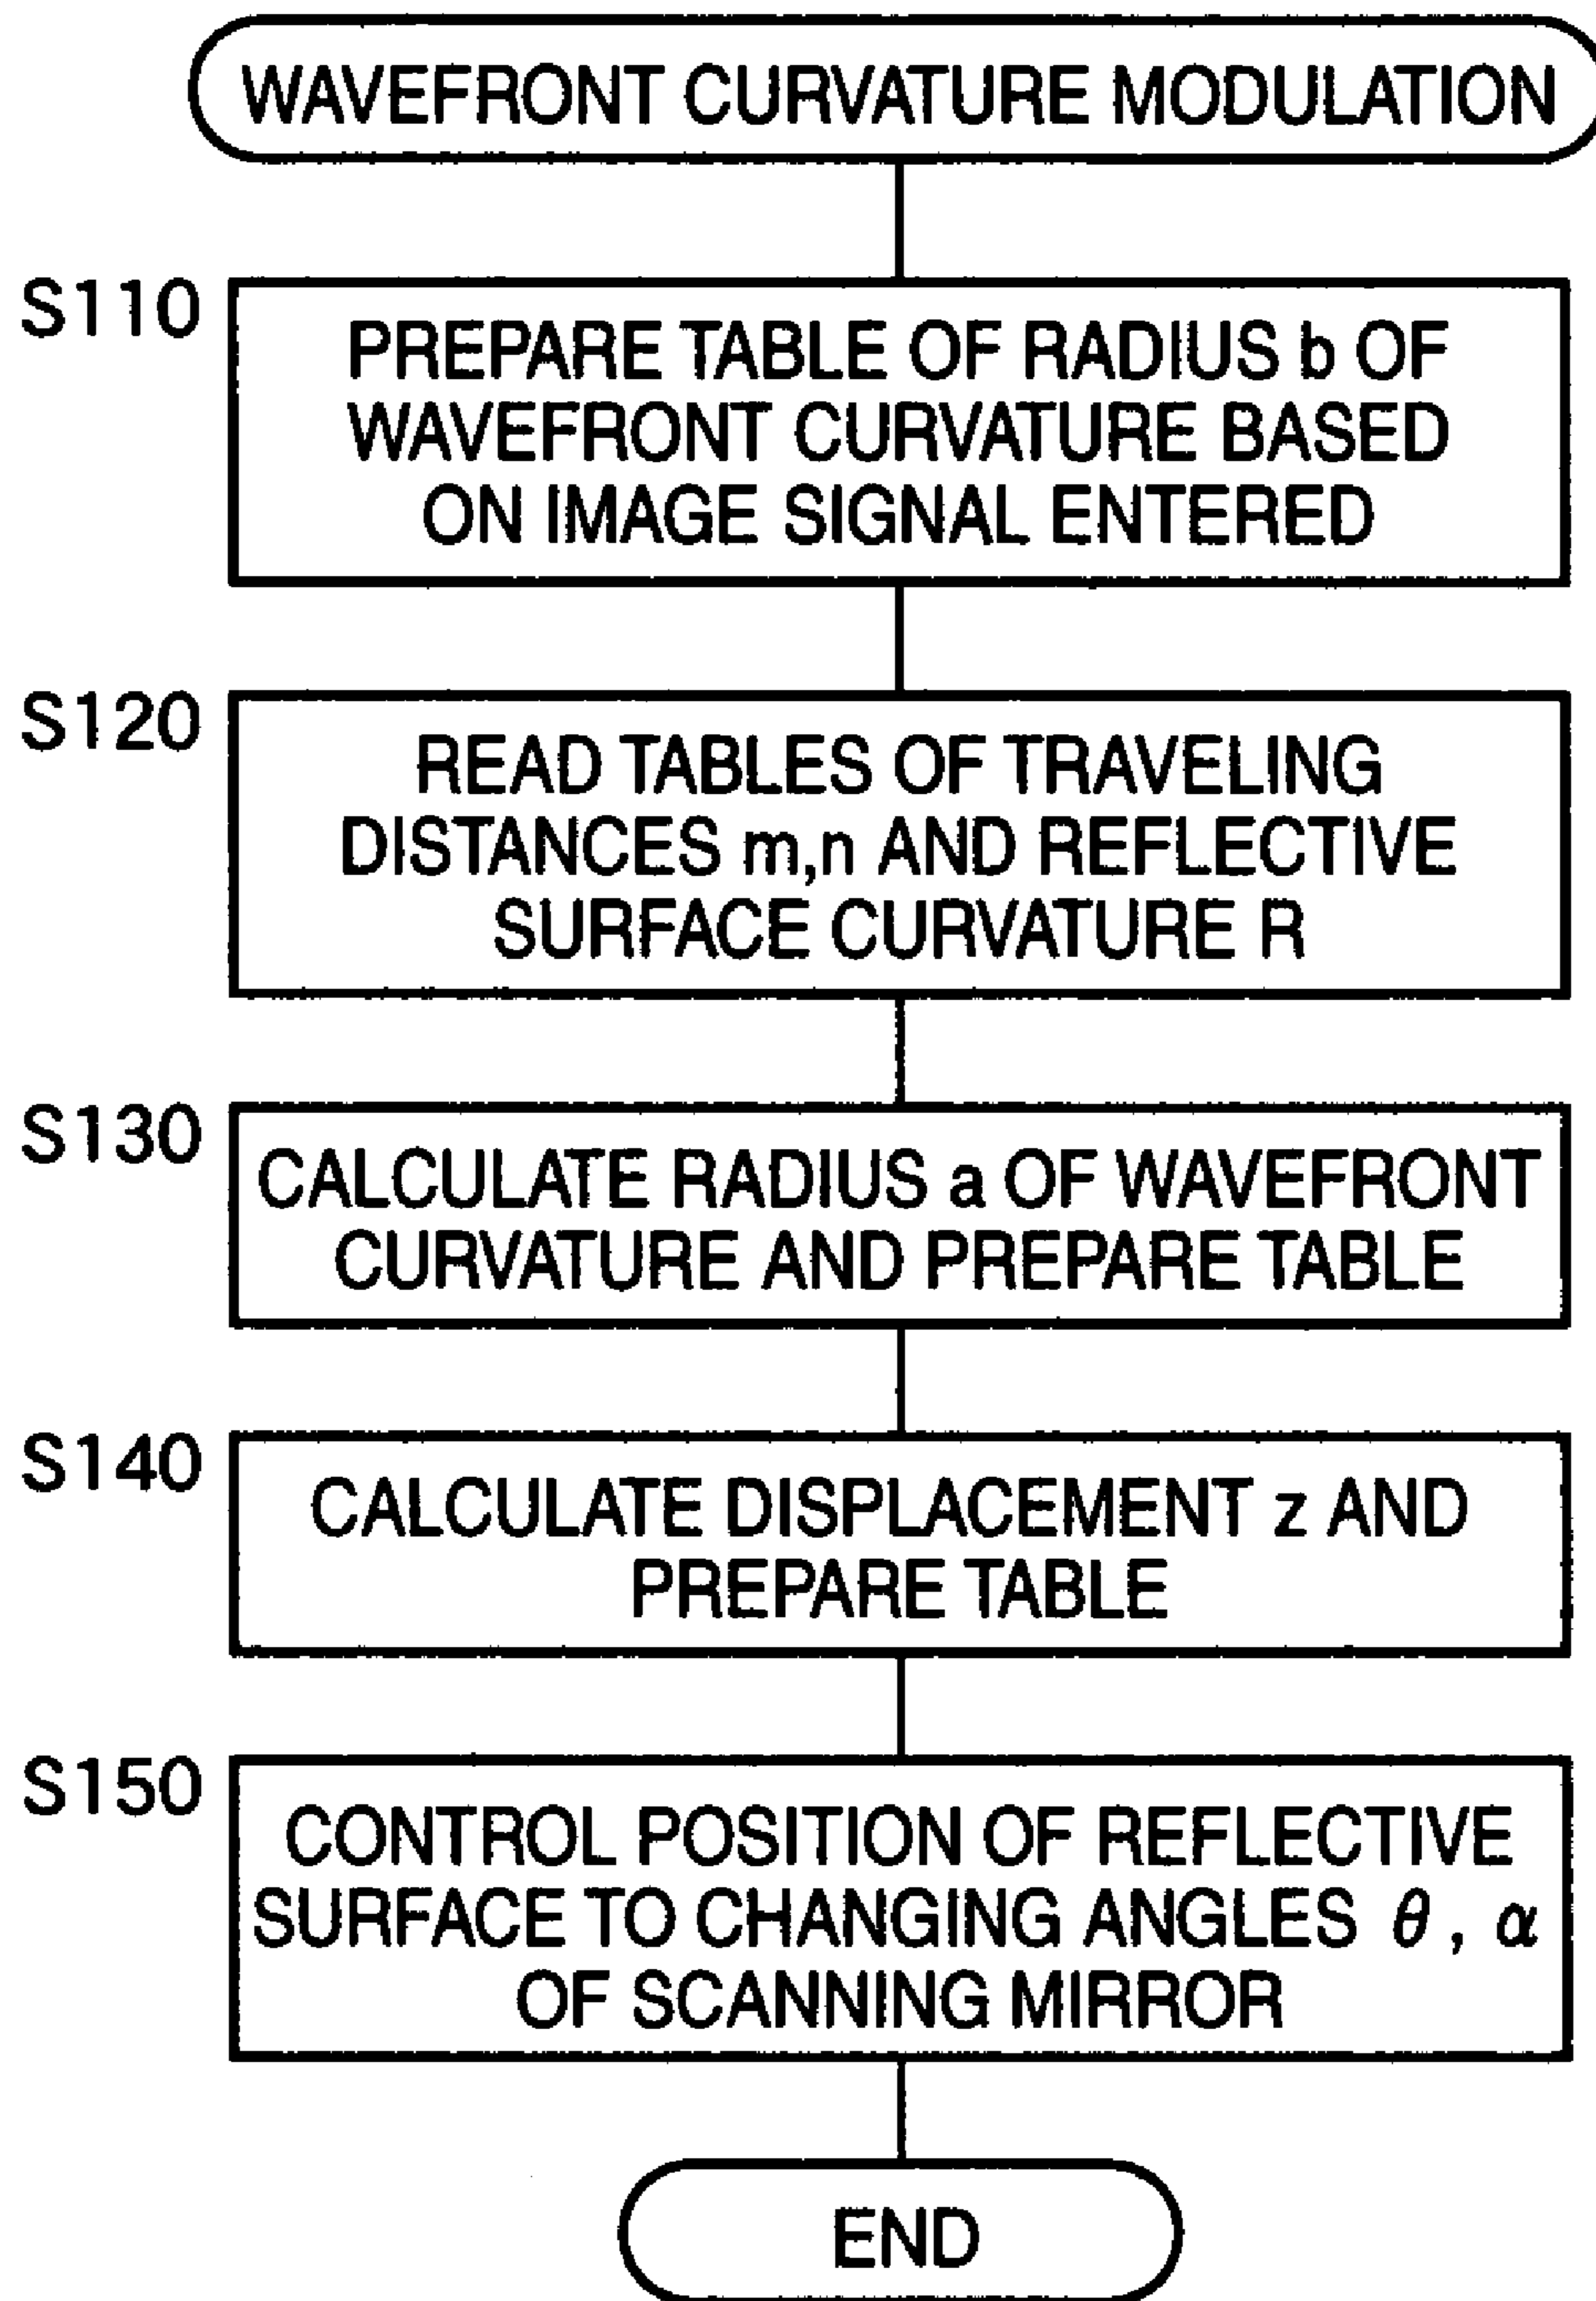 WAVEFRONT CURVATURE MODULATION
S110
PREPARE TABLE OF RADIUS b OF
WAVEFRONT CURVATURE BASED
ON IMAGE SIGNAL ENTERED
S120
READ TABLES OF TRAVELING
DISTANCES m,n AND REFLECTIVE
SURFACE CURVATURE R
S130
CALCULATE RADIUS a OF WAVEFRONT
CURVATURE AND PREPARE TABLE
S140
CALCULATE DISPLACEMENT z AND
PREPARE TABLE
S150
CONTROL POSITION OF REFLECTIVE
SURFACE TO CHANGING ANGLES θ, α
OF SCANNING MIRROR
END